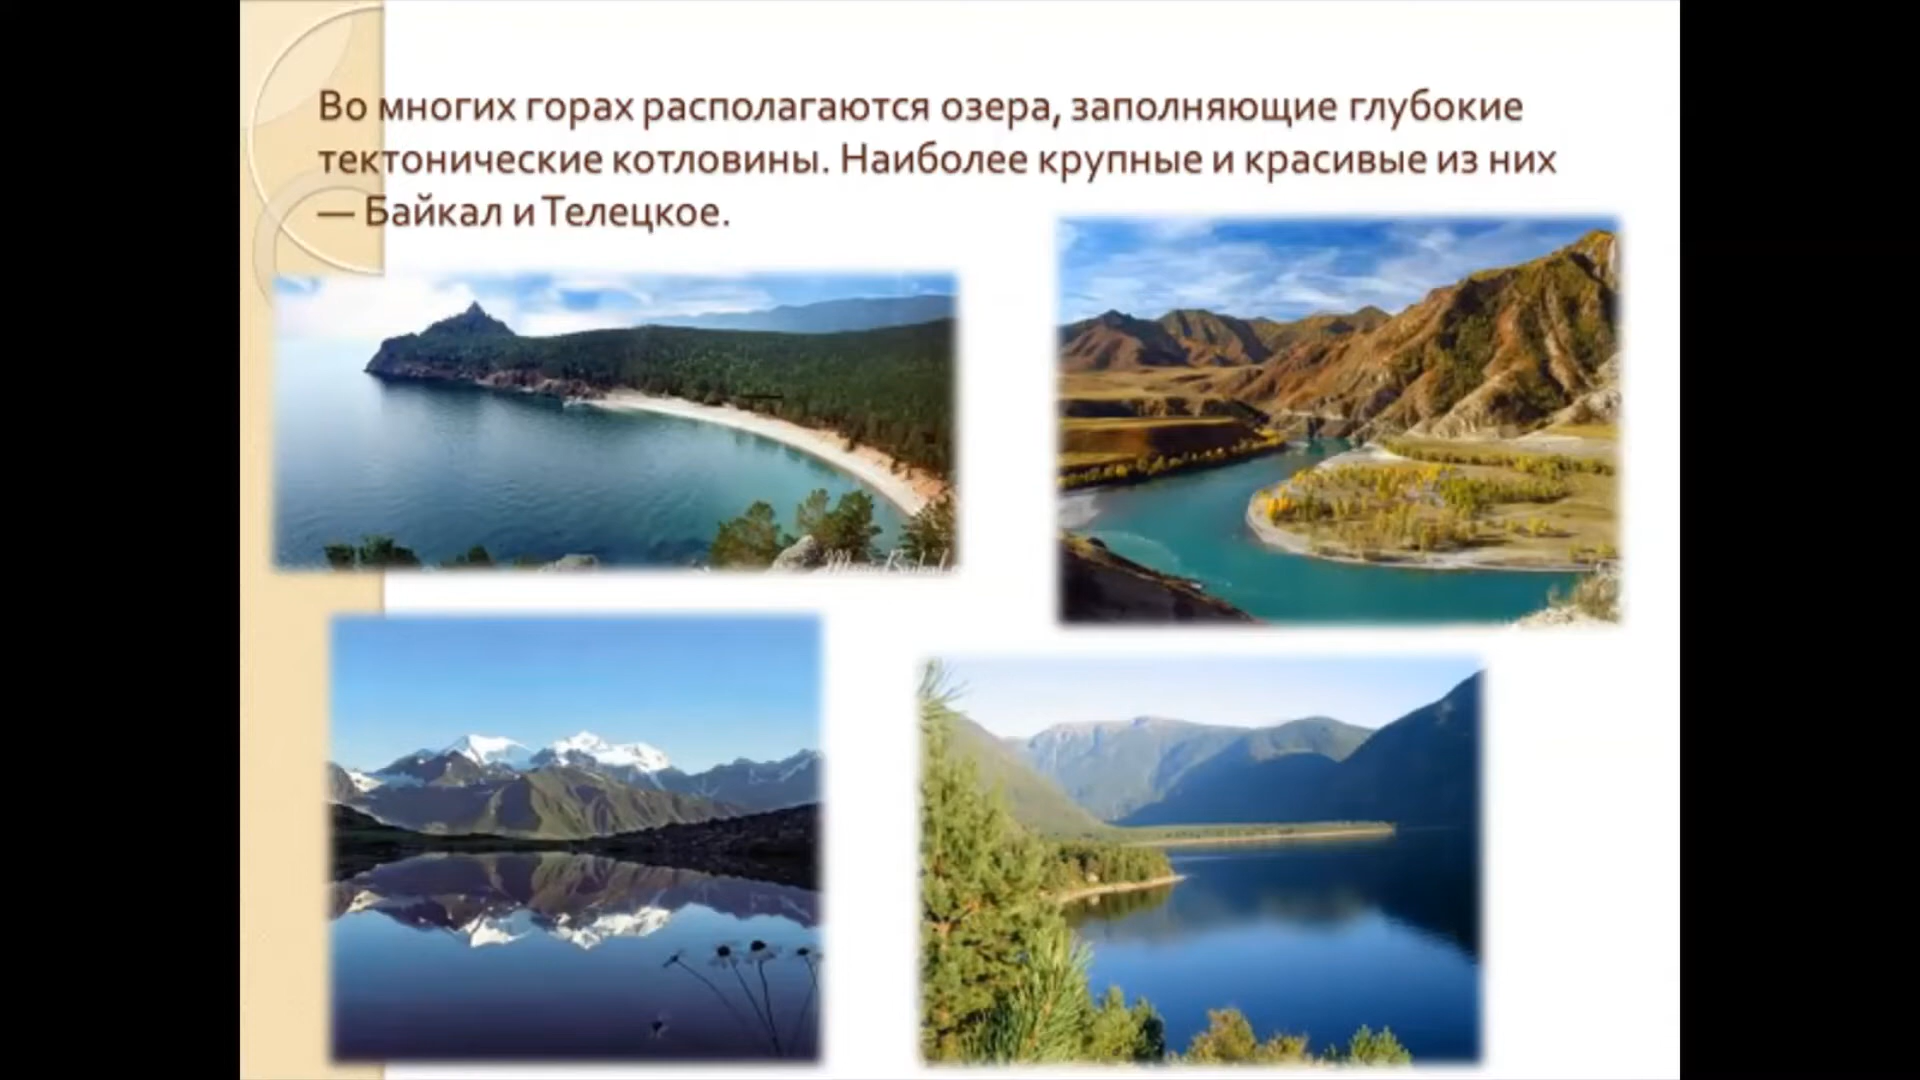 Во многих горах располагаются озера, заполняющие глубокие
тектонические котловины. Наиболее крупные и красивые из них
— Байкал и Телецкое.